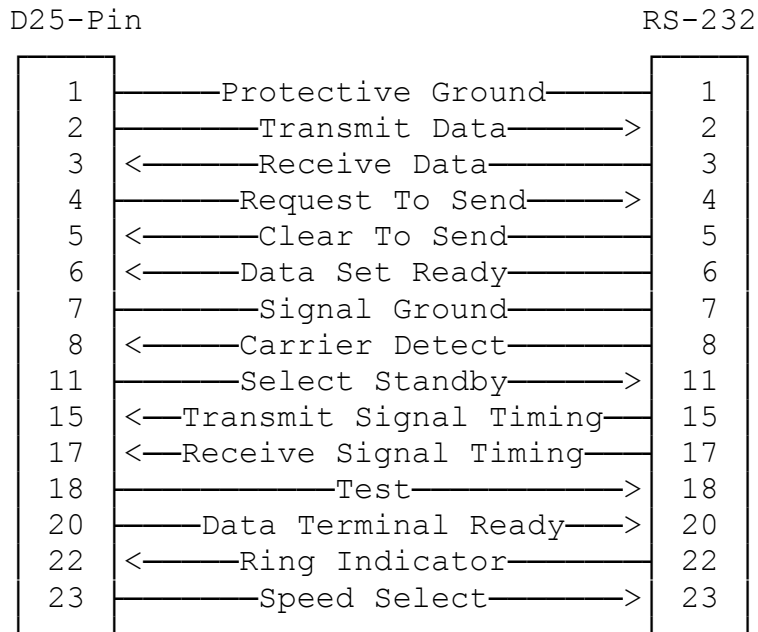 D25-Pin RS-232
1 Protective Ground 1
2 Transmit Data > 2
3 < Receive Data 3
4 Request To Send > 4
5 < Clear To Send 5
6 < Data Set Ready 6
7 Signal Ground 7
8 < Carrier Detect 8
11 Select Standby > 11
15 < Transmit Signal Timing 15
17 < Receive Signal Timing 17
18 Test > 18
20 Data Terminal Ready > 20
22 < Ring Indicator 22
23 Speed Select > 23